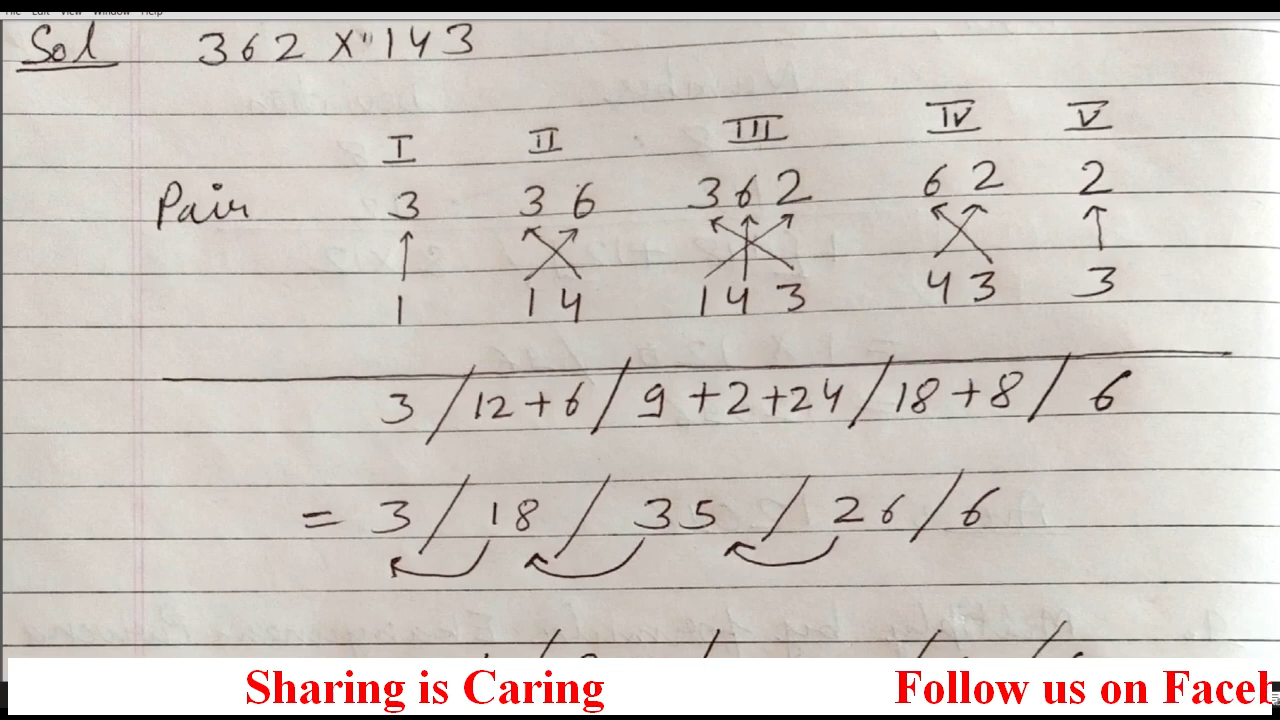 Sol 362 X 143
I II III IV V
Pair 3 36 362 62 2
1 14 143 43 3
3 / 12 + 6 / 9 + 2 + 24 / 18 + 8 / 6
= 3 / 18 / 35 / 26 / 6
Sharing is Caring Follow us on Faceb